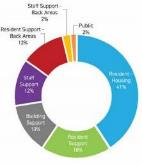 Staff Support -
Back Areas
2%
Public
2%
Resident Support -
Back Areas
13%
Resident
Housing
41%
Staff
Support
12%
Building
Support
13%
Resident
Support
18%